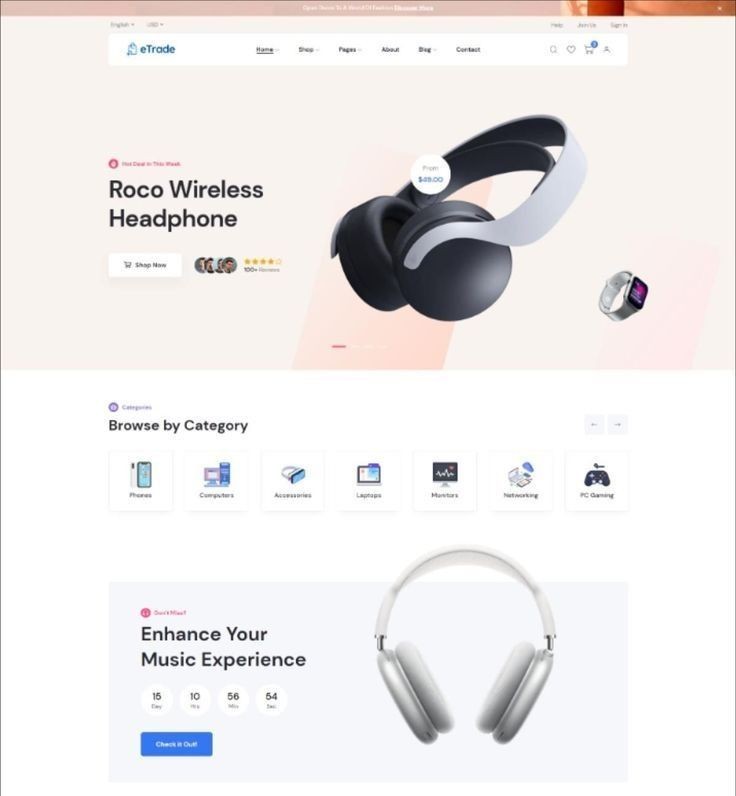 Open Doors To A World Of Fashion Discover More
English
USD
Help
Join Us
Sign In
eTrade
Home
Shop
Pages
About
Blog
Contact
Hot Deal In This Week
Roco Wireless
Headphone
From
$49.00
Shop Now
100+ Reviews
Categories
Browse by Category
Phones
Computers
Accessories
Laptops
Monitors
Networking
PC Gaming
Don't Miss!!
Enhance Your
Music Experience
15
Day
10
Hrs
56
Min
54
Sec
Check it Out!